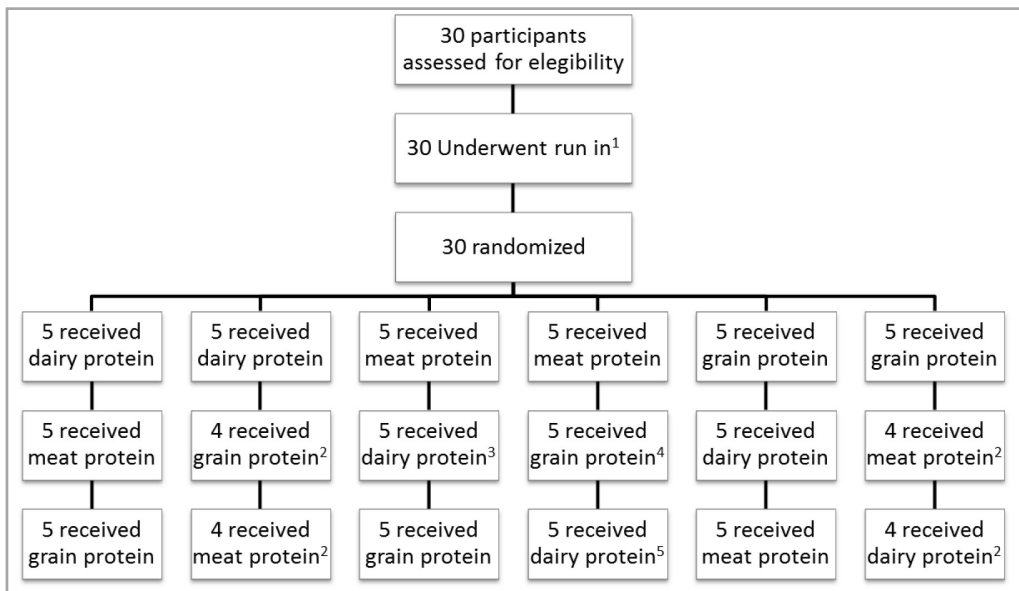 30 participants
assessed for elegibility
30 Underwent run in¹
30 randomized
5 received
dairy protein
5 received
dairy protein
5 received
meat protein
5 received
meat protein
5 received
grain protein
5 received
grain protein
5 received
meat protein
4 received
grain protein²
5 received
dairy protein³
5 received
grain protein⁴
5 received
dairy protein
4 received
meat protein²
5 received
grain protein
4 received
meat protein²
5 received
grain protein
5 received
dairy protein⁵
5 received
meat protein
4 received
dairy protein²